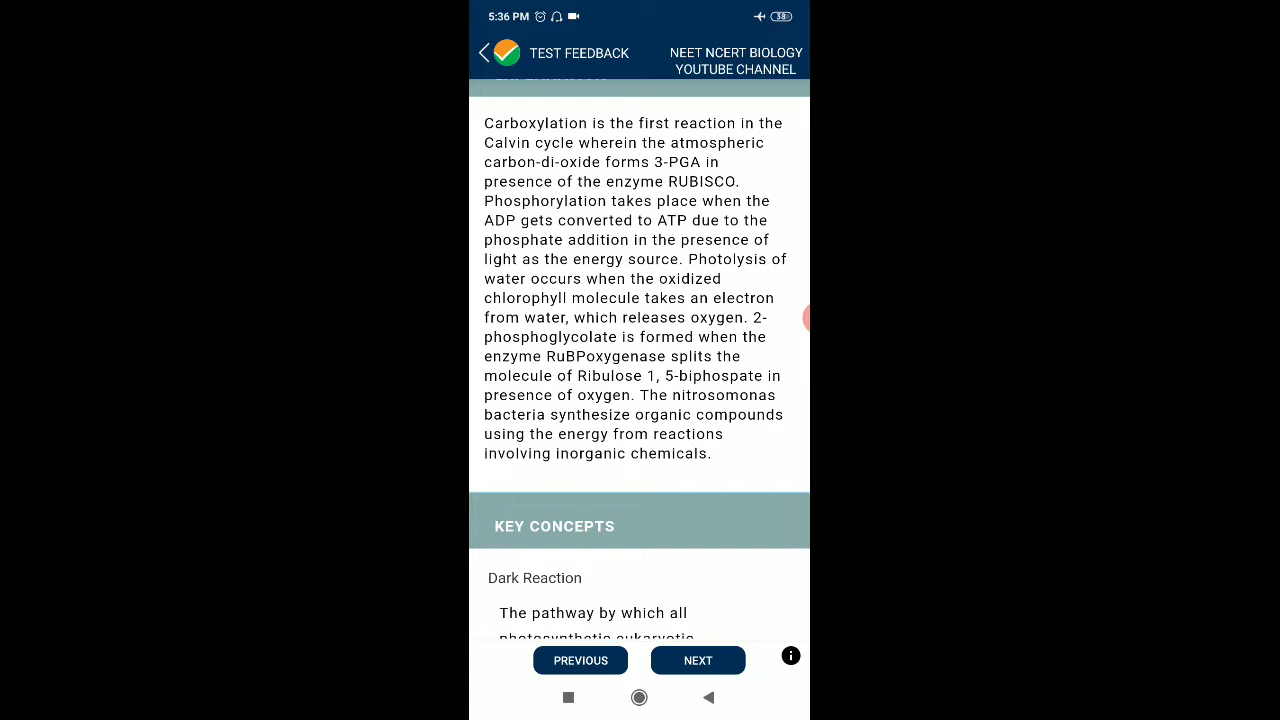 5:36 PM
38
TEST FEEDBACK
NEET NCERT BIOLOGY
YOUTUBE CHANNEL
Carboxylation is the first reaction in the
Calvin cycle wherein the atmospheric
carbon-di-oxide forms 3-PGA in
presence of the enzyme RUBISCO.
Phosphorylation takes place when the
ADP gets converted to ATP due to the
phosphate addition in the presence of
light as the energy source. Photolysis of
water occurs when the oxidized
chlorophyll molecule takes an electron
from water, which releases oxygen. 2-
phosphoglycolate is formed when the
enzyme RuBPoxygenase splits the
molecule of Ribulose 1, 5-biphospate in
presence of oxygen. The nitrosomonas
bacteria synthesize organic compounds
using the energy from reactions
involving inorganic chemicals.
KEY CONCEPTS
Dark Reaction
The pathway by which all
photosynthetic eukaryotic
PREVIOUS
NEXT